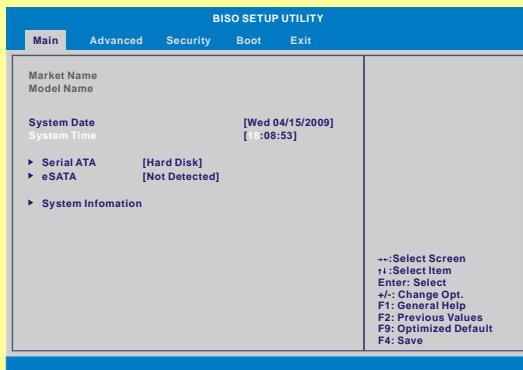 BISO SETUP UTILITY
Main Advanced Security Boot Exit
Market Name
Model Name
System Date [Wed 04/15/2009]
System Time [18:08:53]
Serial ATA [Hard Disk]
eSATA [Not Detected]
System Infomation
→←:Select Screen
↑↓:Select Item
Enter: Select
+/-: Change Opt.
F1: General Help
F2: Previous Values
F9: Optimized Default
F4: Save